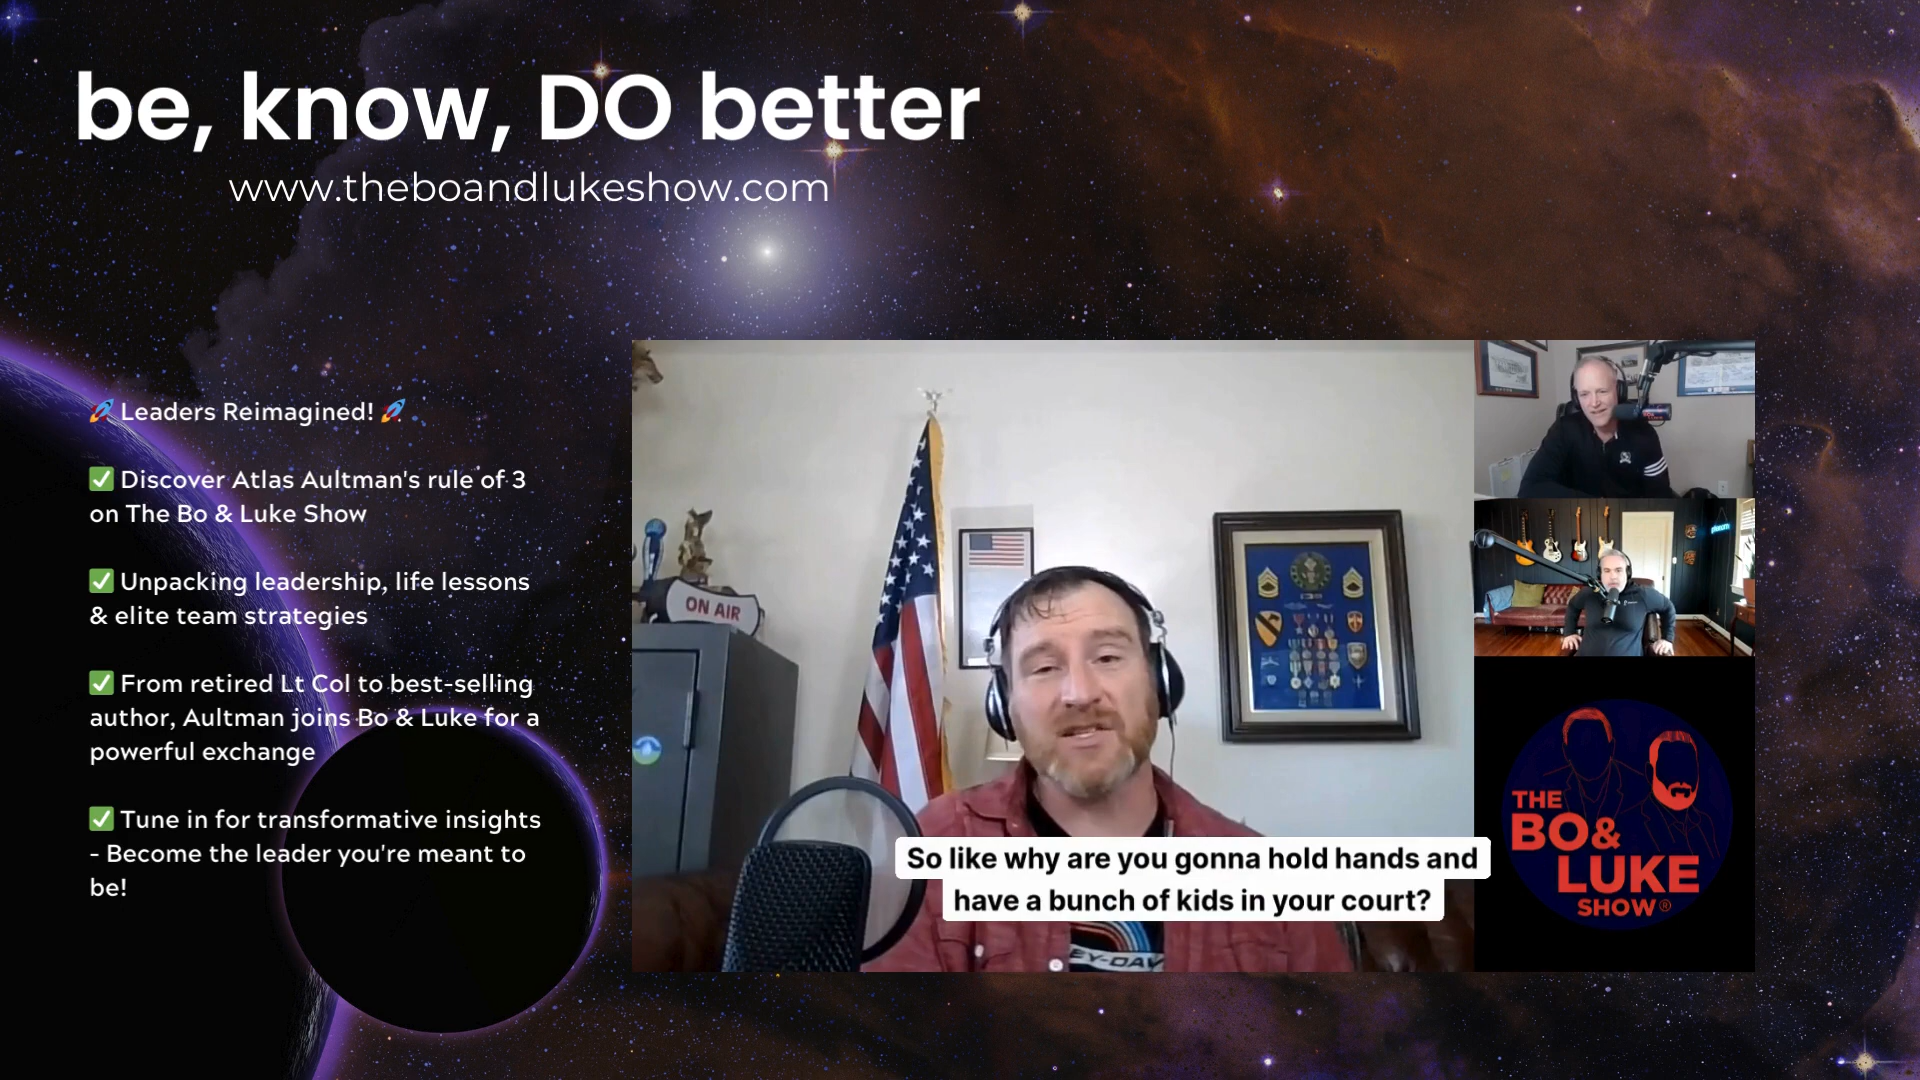 be, know, DO better
www.theboandlukeshow.com
🚀 Leaders Reimagined! 🚀
✅ Discover Atlas Aultman's rule of 3
on The Bo & Luke Show
✅ Unpacking leadership, life lessons
& elite team strategies
✅ From retired Lt Col to best-selling
author, Aultman joins Bo & Luke for a
powerful exchange
✅ Tune in for transformative insights
- Become the leader you're meant to
be!
ON AIR
So like why are you gonna hold hands and
have a bunch of kids in your court?
EY-DAV
THE
BO&
LUKE
SHOW®